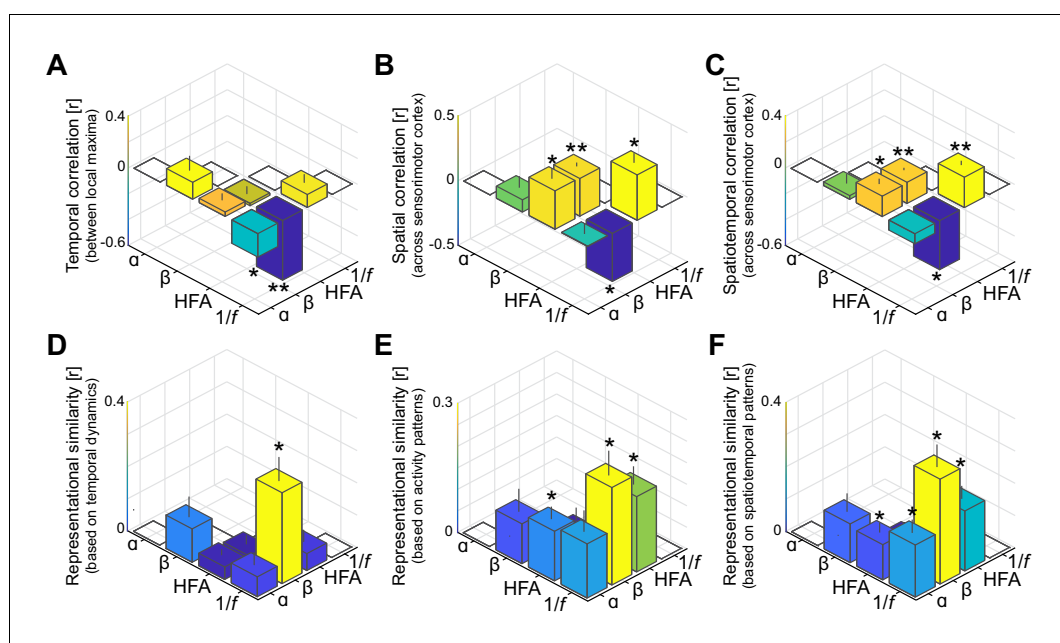 A
Temporal correlation [r]
(between local maxima)
0.4
0
-0.6
α
β
HFA
1/f
*
**
α
β
HFA
1/f
B
Spatial correlation [r]
(across sensorimotor cortex)
0.5
0
-0.5
*
**
*
*
α
β
HFA
1/f
α
β
HFA
1/f
C
Spatiotemporal correlation [r]
(across sensorimotor cortex)
0.4
0
-0.6
*
**
**
*
α
β
HFA
1/f
α
β
HFA
1/f
D
Representational similarity [r]
(based on temporal dynamics)
0.4
0
*
α
β
HFA
1/f
α
β
HFA
1/f
E
Representational similarity [r]
(based on activity patterns)
0.3
0
*
*
*
α
β
HFA
1/f
α
β
HFA
1/f
F
Representational similarity [r]
(based on spatiotemporal patterns)
0.4
0
*
*
*
*
α
β
HFA
1/f
α
β
HFA
1/f